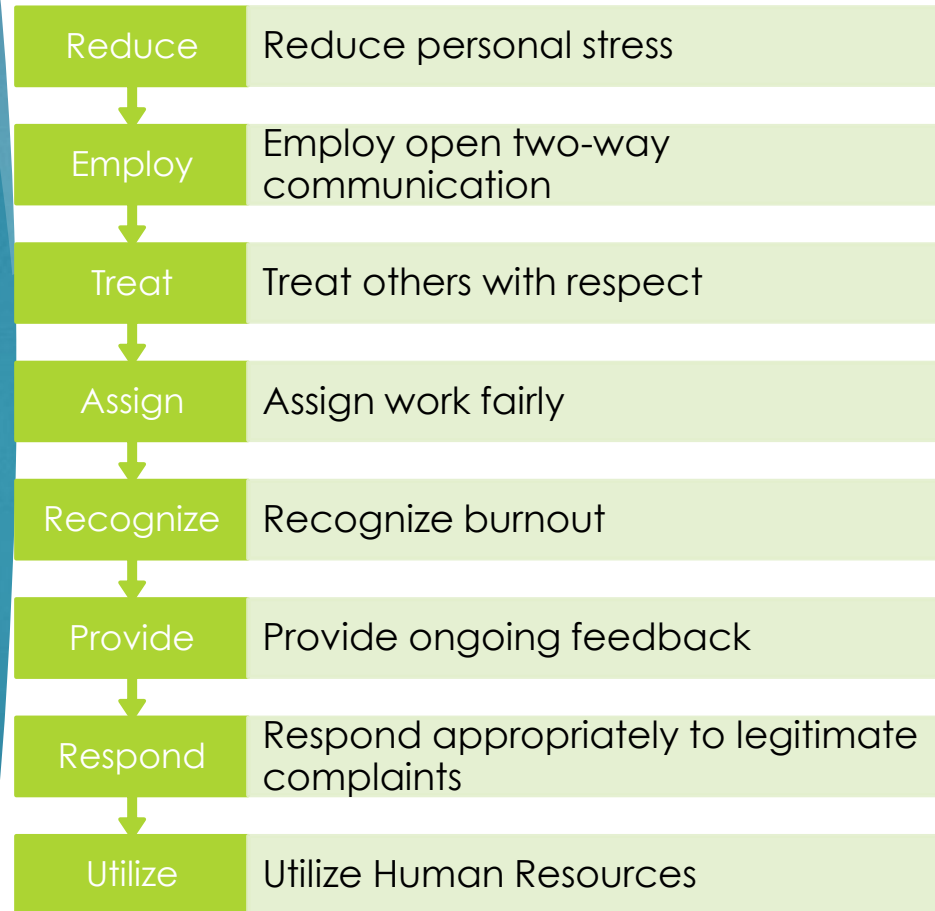 Reduce
Reduce personal stress
Employ
Employ open two-way
communication
Treat
Treat others with respect
Assign
Assign work fairly
Recognize
Recognize burnout
Provide
Provide ongoing feedback
Respond
Respond appropriately to legitimate
complaints
Utilize
Utilize Human Resources